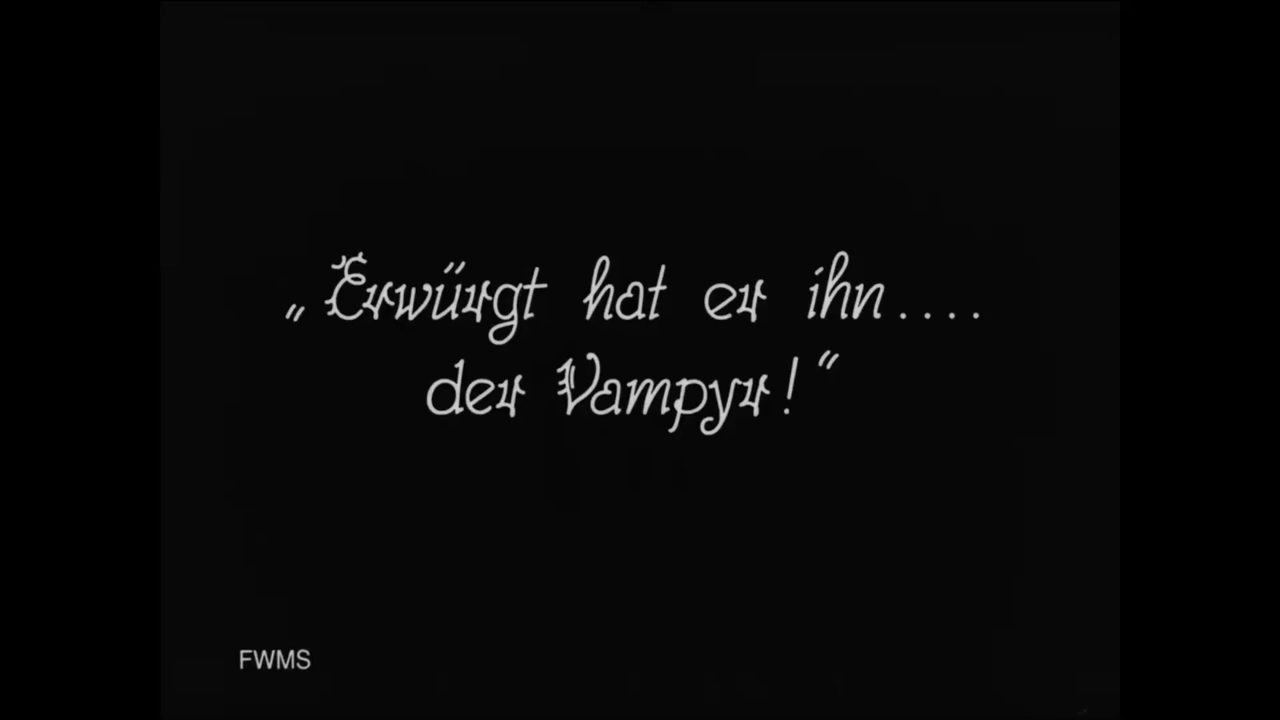 „Erwürgt hat er ihn....
der Vampyr!“
FWMS